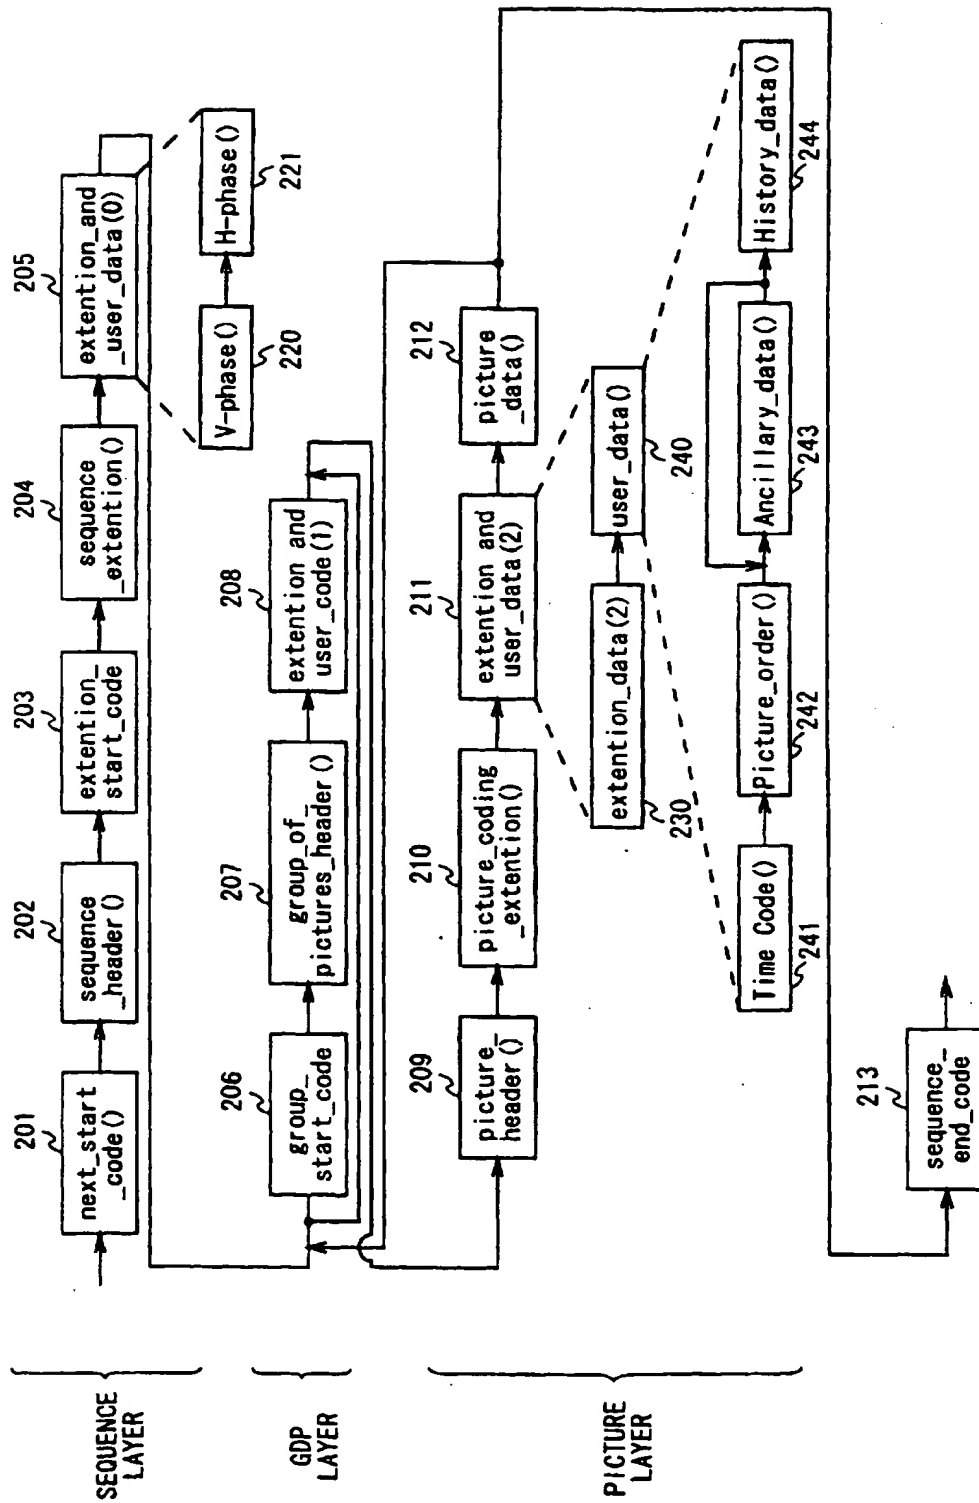 SEQUENCE
LAYER
201
next_start
_code()
202
sequence
_header()
203
extention_
start_code
204
sequence
_extention()
205
extention_and
_user_data(0)
V-phase()
220
H-phase()
221
GDP
LAYER
206
group_
start_code
207
group_of_
pictures_header()
208
extention and
user_code(1)
PICTURE
LAYER
209
picture_
header()
210
picture_coding
_extention()
211
extention and
user_data(2)
212
picture
_data()
extention_data(2)
230
user_data()
240
Time Code()
241
Picture_order()
242
Ancillary_data()
243
History_data()
244
213
sequence_
end_code